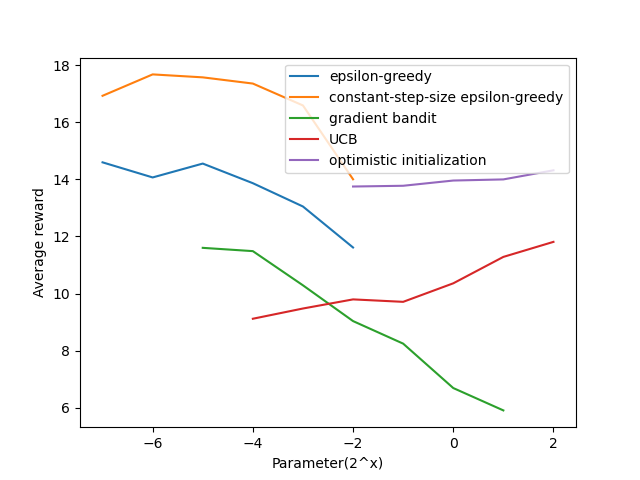 18
16
14
12
10
8
6
Average reward
epsilon-greedy
constant-step-size epsilon-greedy
gradient bandit
UCB
optimistic initialization
−6 −4 −2 0 2
Parameter(2^x)